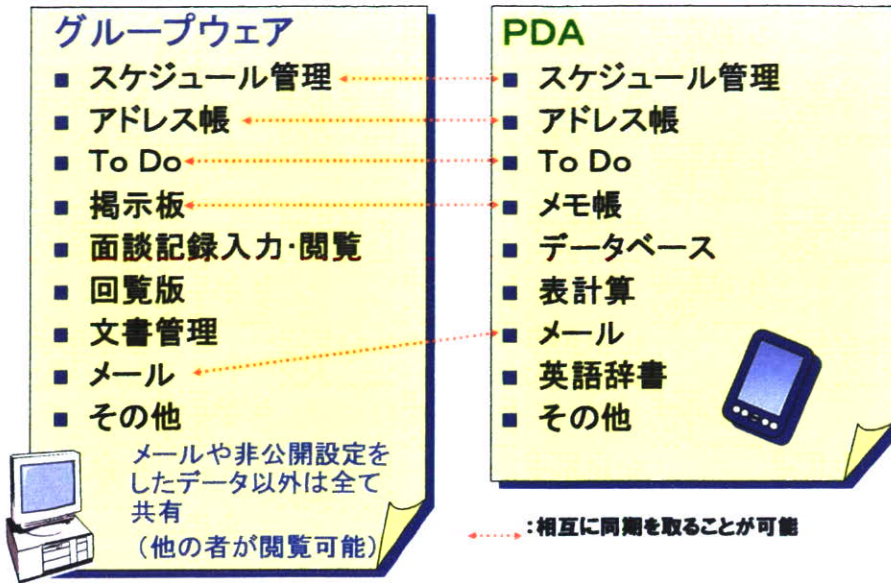 グループウェア
■ スケジュール管理
■ アドレス帳
■ To Do
■ 掲示板
■ 面談記録入力・閲覧
■ 回覧版
■ 文書管理
■ メール
■ その他
メールや非公開設定を
したデータ以外は全て
共有
（他の者が閲覧可能）
PDA
■ スケジュール管理
■ アドレス帳
■ To Do
■ メモ帳
■ データベース
■ 表計算
■ メール
■ 英語辞書
■ その他
：相互に同期を取ることが可能